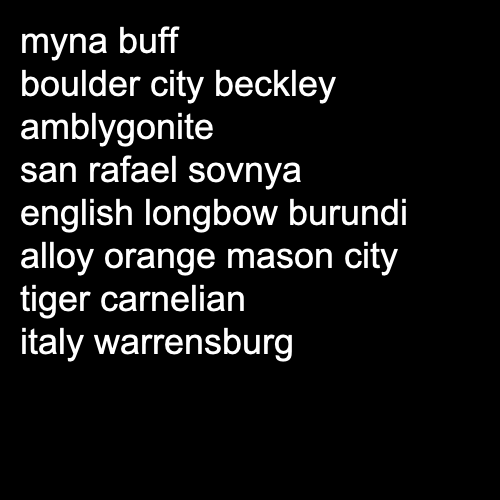 myna buff
boulder city beckley
amblygonite
san rafael sovnya
english longbow burundi
alloy orange mason city
tiger carnelian
italy warrensburg